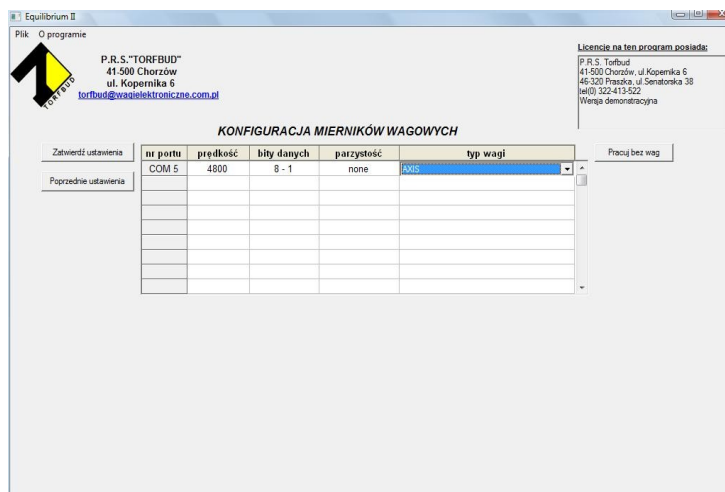 Equilibrium II
Plik O programie
TORFBUD
P.R.S."TORFBUD"
41-500 Chorzów
ul. Kopernika 6
torfbud@wagielektroniczne.com.pl
Licencję na ten program posiada:
P.R.S. Torfbud
41-500 Chorzów, ul.Kopernika 6
46-320 Praszka, ul.Senatorska 38
tel(0) 322-413-522
Wersja demonstracyjna
KONFIGURACJA MIERNIKÓW WAGOWYCH
Zatwierdź ustawienia
Poprzednie ustawienia
nr portu prędkość bity danych parzystość typ wagi
COM 5 4800 8 - 1 none AXIS
Pracuj bez wag